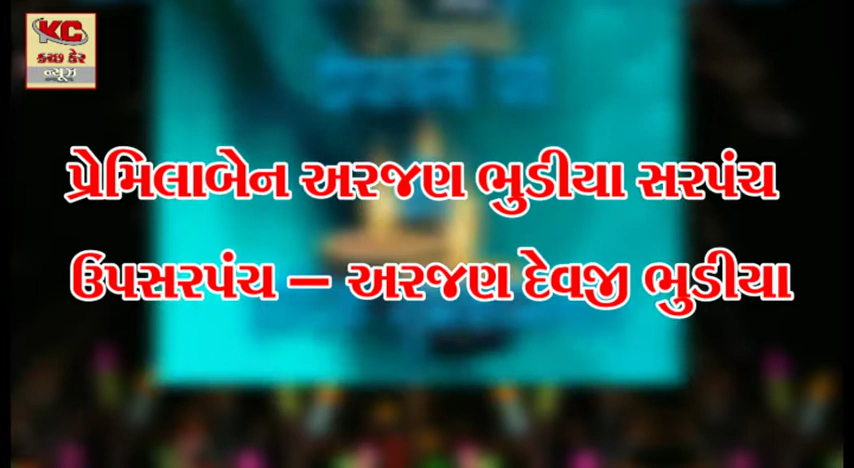 KC
કચ્છ કેર
ન્યૂઝ
પ્રેમિલાબેન અરજણ ભુડીયા સરપંચ
ઉપસરપંચ – અરજણ દેવજી ભુડીયા